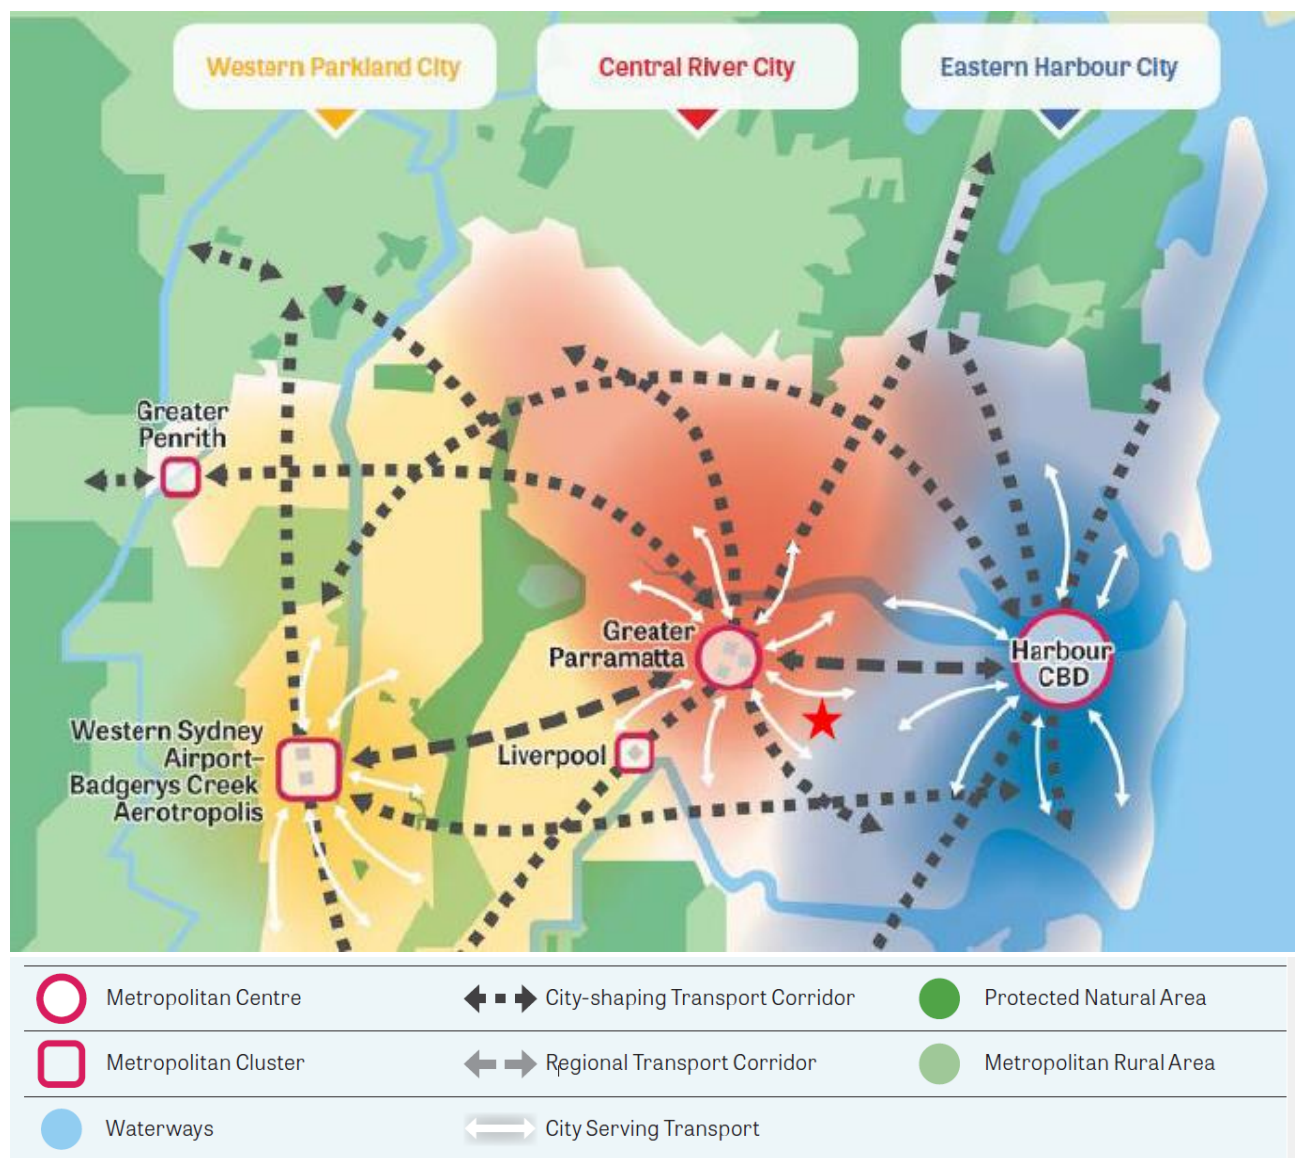 Western Parkland City
Central River City
Eastern Harbour City
Greater
Penrith
Greater
Parramatta
Harbour
CBD
Western Sydney
Airport–
Badgerys Creek
Aerotropolis
Liverpool
Metropolitan Centre
City-shaping Transport Corridor
Protected Natural Area
Metropolitan Cluster
Regional Transport Corridor
Metropolitan Rural Area
Waterways
City Serving Transport